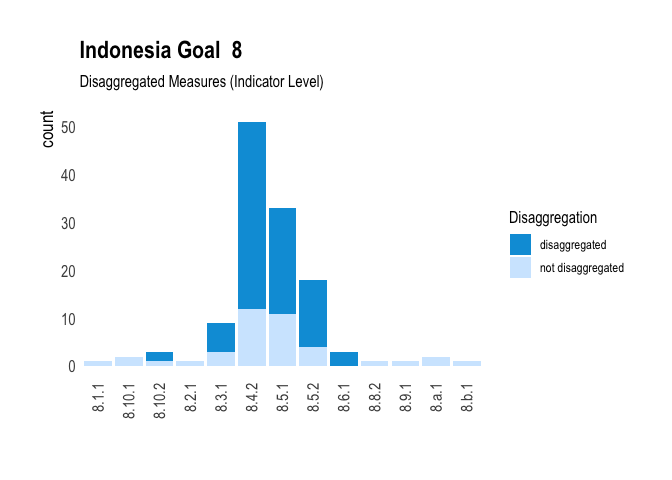 Indonesia Goal  8
Disaggregated Measures (Indicator Level)
count
50
40
30
20
10
0
8.1.1
8.10.1
8.10.2
8.2.1
8.3.1
8.4.2
8.5.1
8.5.2
8.6.1
8.8.2
8.9.1
8.a.1
8.b.1
Disaggregation
disaggregated
not disaggregated